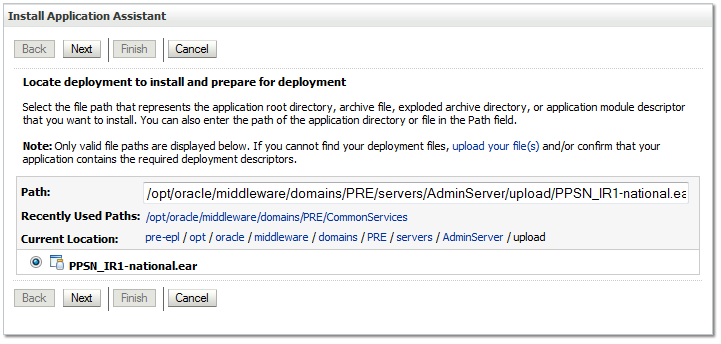 Install Application Assistant
Back Next Finish Cancel
Locate deployment to install and prepare for deployment
Select the file path that represents the application root directory, archive file, exploded archive directory, or application module descriptor
that you want to install. You can also enter the path of the application directory or file in the Path field.
Note: Only valid file paths are displayed below. If you cannot find your deployment files, upload your file(s) and/or confirm that your
application contains the required deployment descriptors.
Path: /opt/oracle/middleware/domains/PRE/servers/AdminServer/upload/PPSN_IR1-national.ea
Recently Used Paths: /opt/oracle/middleware/domains/PRE/CommonServices
Current Location: pre-epl / opt / oracle / middleware / domains / PRE / servers / AdminServer / upload
PPSN_IR1-national.ear
Back Next Finish Cancel